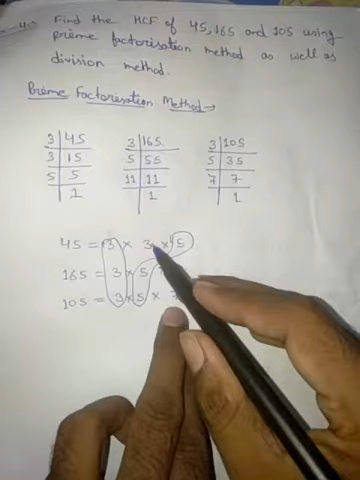 Find the HCF of 45, 165 and 105 using
prime factorisation method as well as
division method.
Prime Factorisation Method→
3 | 45
3 | 15
5 | 5
1
3 | 165
5 | 55
11 | 11
1
3 | 105
5 | 35
7 | 7
1
45 = 3 × 3 × 5
165 = 3 × 5
105 = 3 × 5 × 7